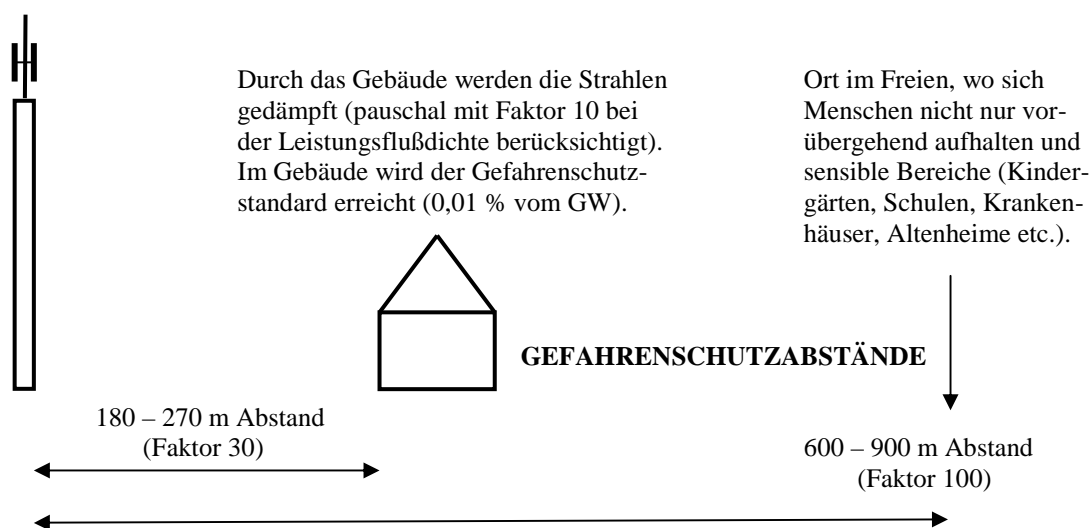 Durch das Gebäude werden die Strahlen
gedämpft (pauschal mit Faktor 10 bei
der Leistungsflußdichte berücksichtigt).
Im Gebäude wird der Gefahrenschutz-
standard erreicht (0,01 % vom GW).
Ort im Freien, wo sich
Menschen nicht nur vor-
übergehend aufhalten und
sensible Bereiche (Kinder-
gärten, Schulen, Kranken-
häuser, Altenheime etc.).
GEFAHRENSCHUTZABSTÄNDE
180 – 270 m Abstand
(Faktor 30)
600 – 900 m Abstand
(Faktor 100)